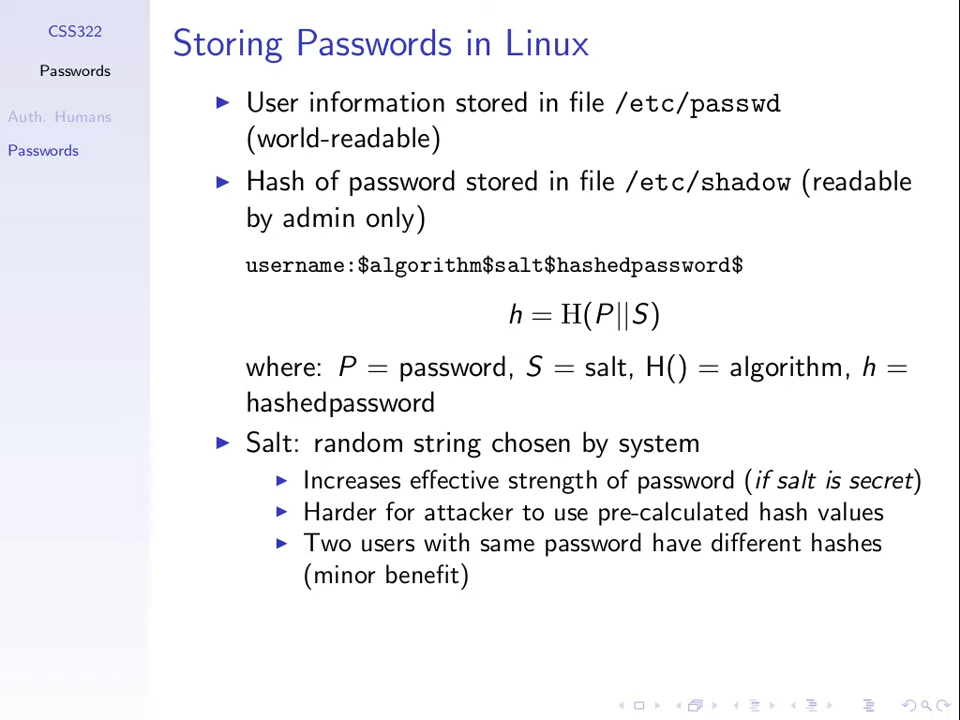 CSS322
Passwords
Auth. Humans
Passwords
Storing Passwords in Linux
User information stored in file /etc/passwd
(world-readable)
Hash of password stored in file /etc/shadow (readable
by admin only)
username:$algorithm$salt$hashedpassword$
h = H(P||S)
where: P = password, S = salt, H() = algorithm, h =
hashedpassword
Salt: random string chosen by system
Increases effective strength of password (if salt is secret)
Harder for attacker to use pre-calculated hash values
Two users with same password have different hashes
(minor benefit)